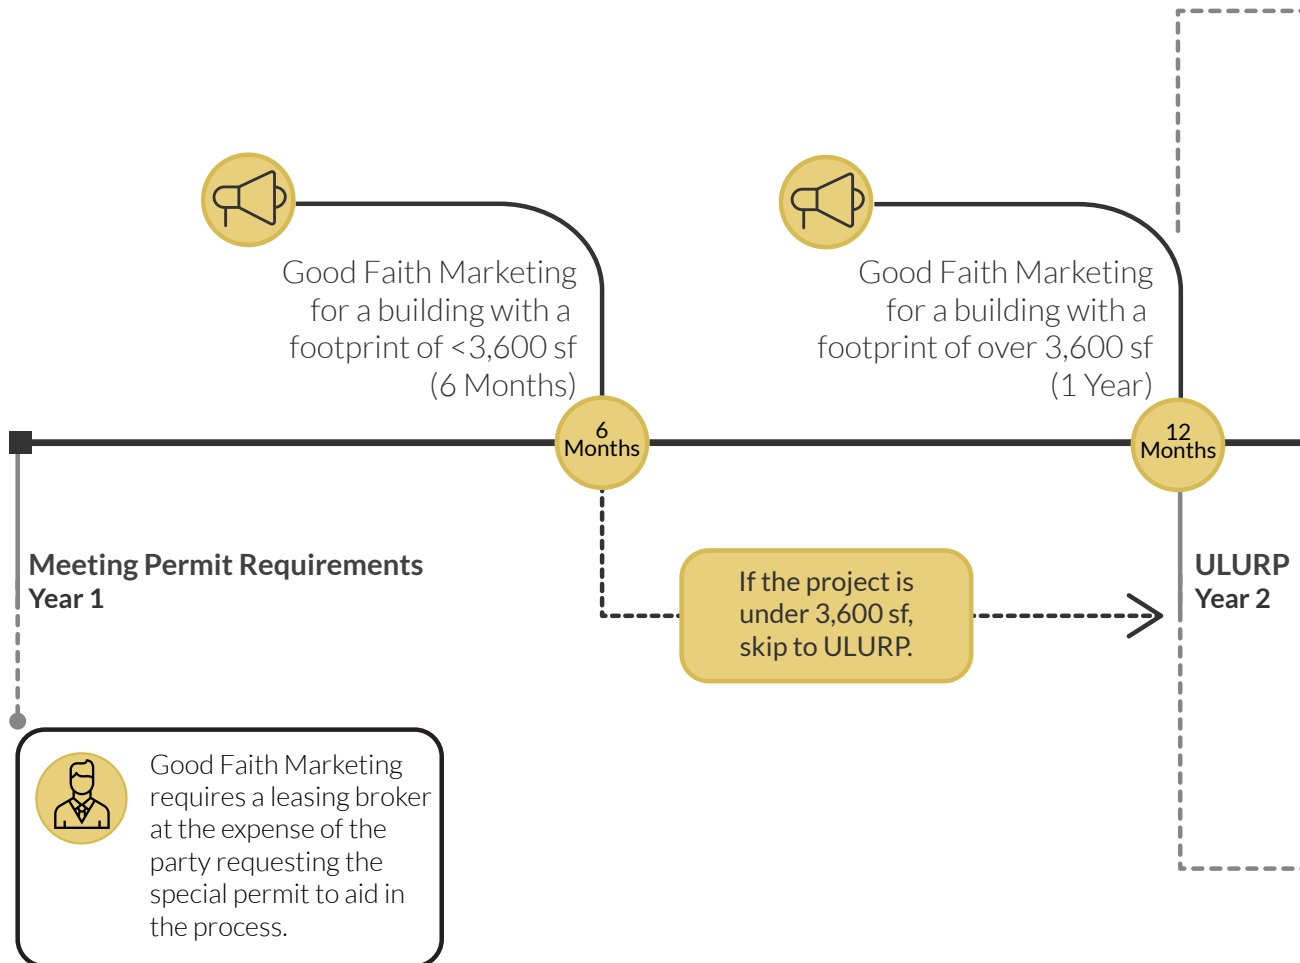 Good Faith Marketing
for a building with a
footprint of <3,600 sf
(6 Months)
Good Faith Marketing
for a building with a
footprint of over 3,600 sf
(1 Year)
6
Months
12
Months
Meeting Permit Requirements
Year 1
If the project is
under 3,600 sf,
skip to ULURP.
ULURP
Year 2
Good Faith Marketing
requires a leasing broker
at the expense of the
party requesting the
special permit to aid in
the process.